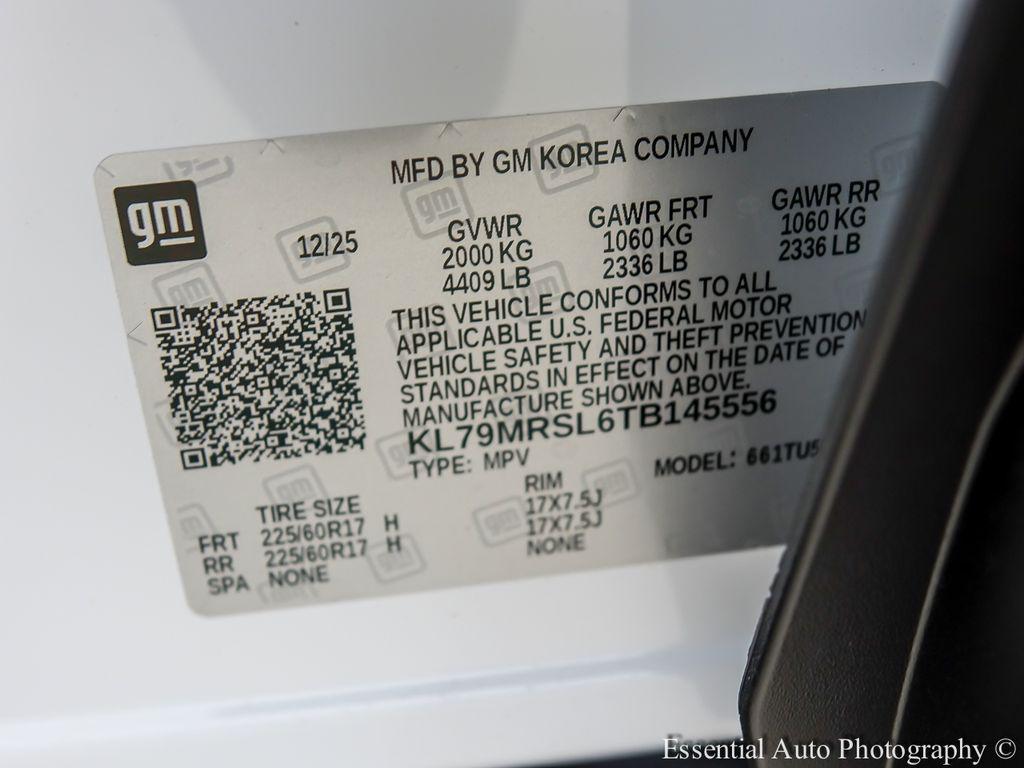 MFD BY GM KOREA COMPANY
gm
12/25
GVWR GAWR FRT GAWR RR
2000 KG 1060 KG 1060 KG
4409 LB 2336 LB 2336 LB
THIS VEHICLE CONFORMS TO ALL
APPLICABLE U.S. FEDERAL MOTOR
VEHICLE SAFETY AND THEFT PREVENTION
STANDARDS IN EFFECT ON THE DATE OF
MANUFACTURE SHOWN ABOVE.
KL79MRSL6TB145556
TYPE: MPV MODEL: 661TU5
TIRE SIZE RIM
FRT 225/60R17 H 17X7.5J
RR 225/60R17 H 17X7.5J
SPA NONE NONE
Essential Auto Photography ©